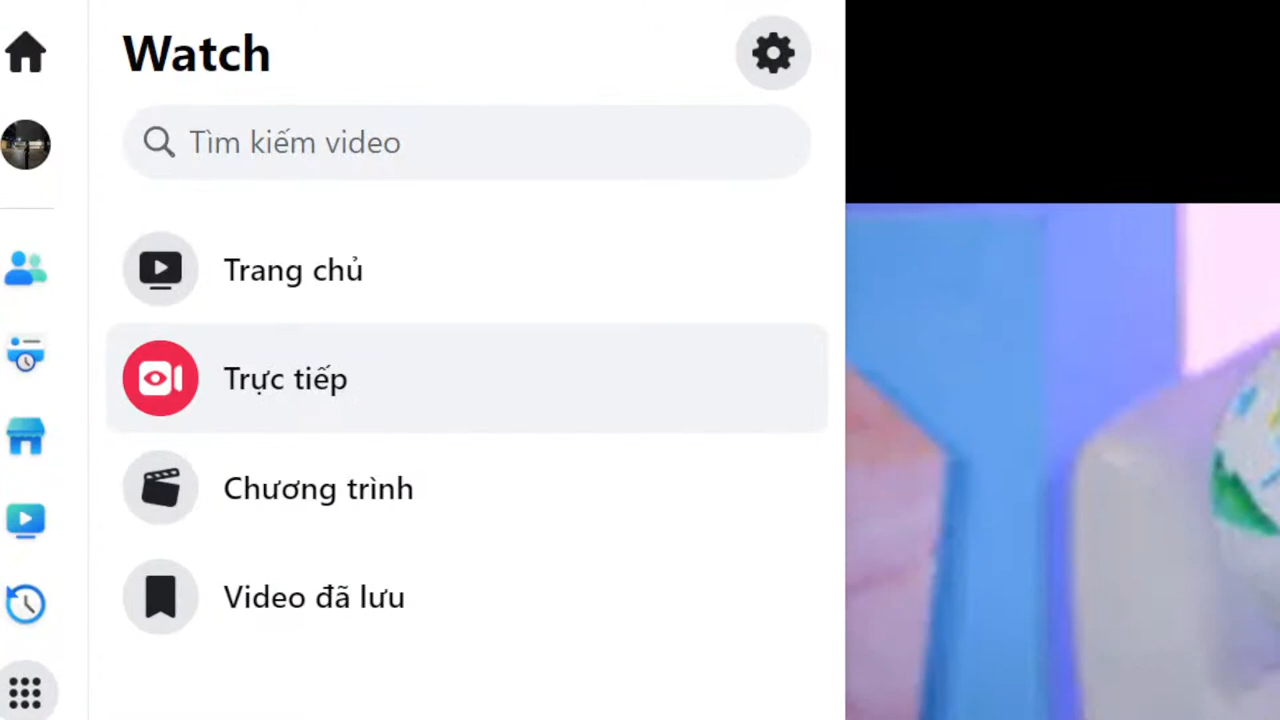 Watch
Tìm kiếm video
Trang chủ
Trực tiếp
Chương trình
Video đã lưu